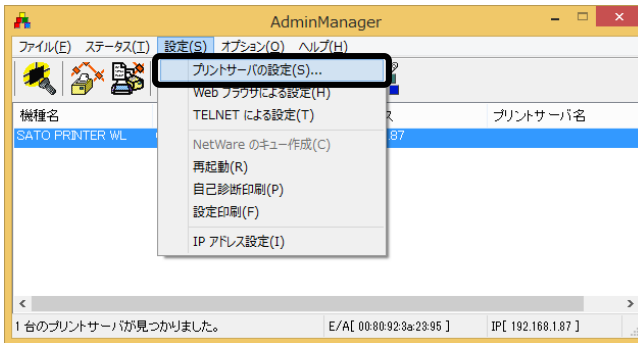 AdminManager
ファイル(F) ステータス(T) 設定(S) オプション(O) ヘルプ(H)
プリントサーバの設定(S)...
Web ブラウザによる設定(H)
TELNET による設定(T)
NetWare のキュー作成(C)
再起動(R)
自己診断印刷(P)
設定印刷(F)
IP アドレス設定(I)
機種名 ス プリントサーバ名
SATO PRINTER WL .87
1 台のプリントサーバが見つかりました。 E/A[ 00:80:92:3a:23:95 ] IP[ 192.168.1.87 ]